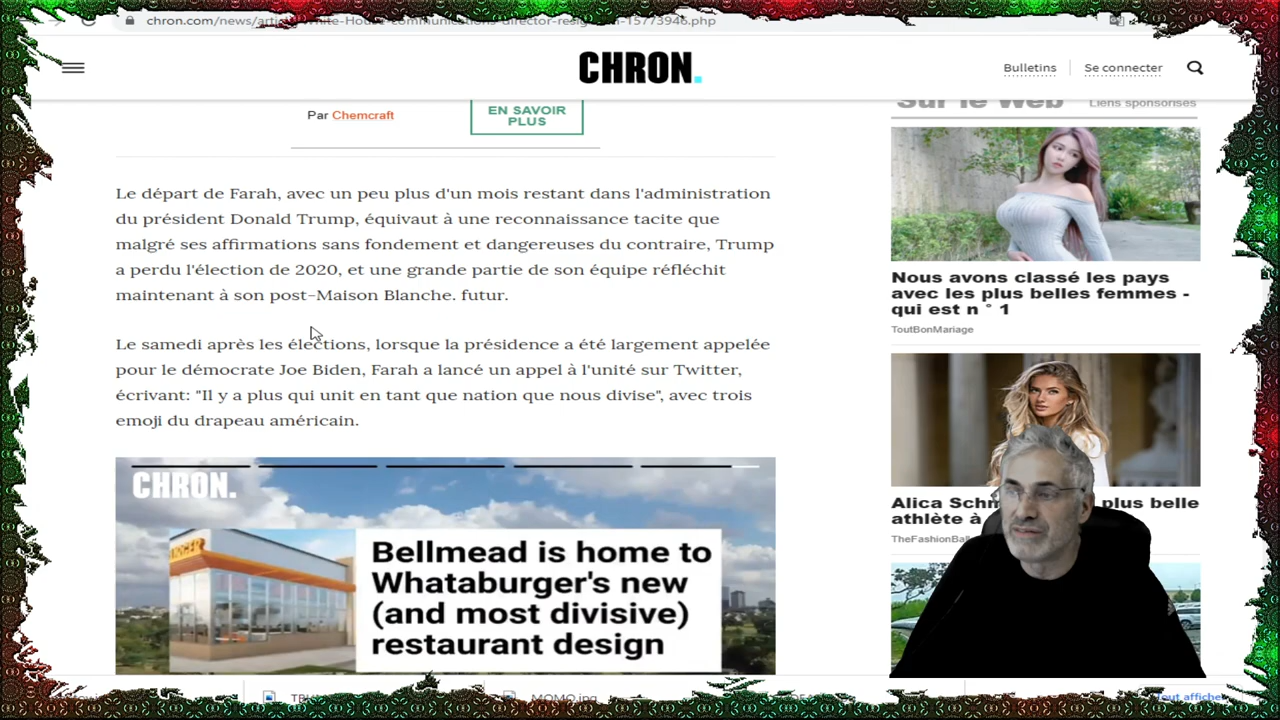 chron.com/news/article/White-House-communications-director-resig
15773946.php
CHRON.
Bulletins
Se connecter
Par Chemcraft
EN SAVOIR
PLUS
Sur le Web
Liens sponsorisés
Le départ de Farah, avec un peu plus d'un mois restant dans l'administration
du président Donald Trump, équivaut à une reconnaissance tacite que
malgré ses affirmations sans fondement et dangereuses du contraire, Trump
a perdu l'élection de 2020, et une grande partie de son équipe réfléchit
maintenant à son post-Maison Blanche. futur.
Le samedi après les élections, lorsque la présidence a été largement appelée
pour le démocrate Joe Biden, Farah a lancé un appel à l'unité sur Twitter,
écrivant: "Il y a plus qui unit en tant que nation que nous divise", avec trois
emoji du drapeau américain.
CHRON.
Bellmead is home to
Whataburger's new
(and most divisive)
restaurant design
Nous avons classé les pays
avec les plus belles femmes -
qui est n ° 1
ToutBonMariage
Alica plus belle
athlète à
MOMO.jpg
Tout afficher